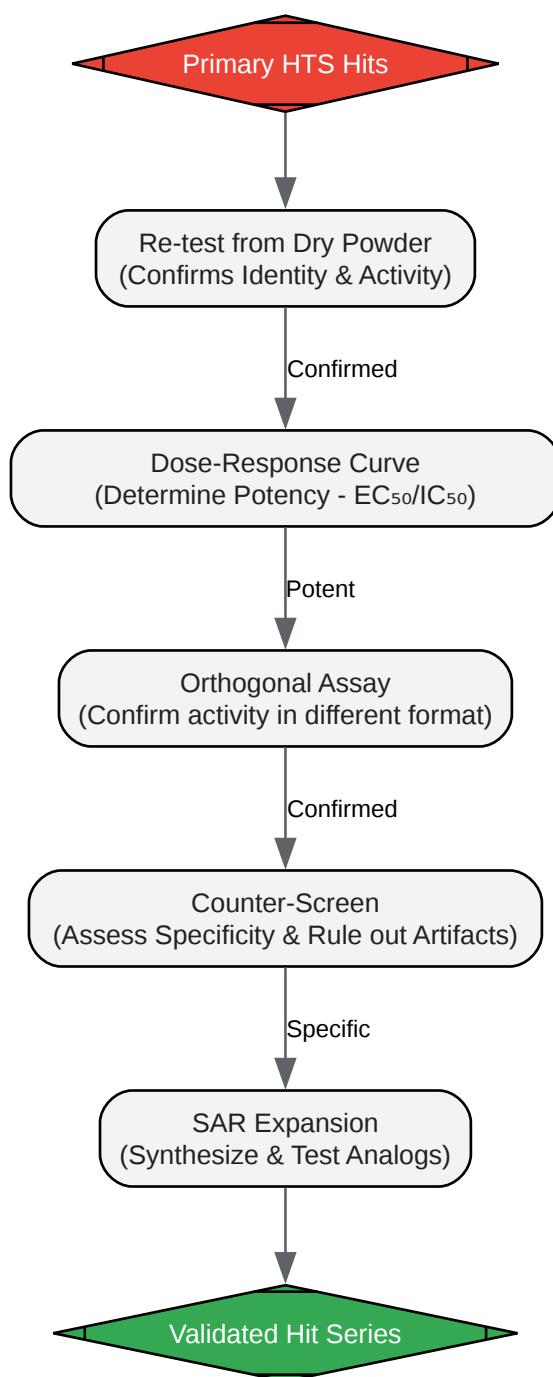 Primary HTS Hits
Re-test from Dry Powder
(Confirms Identity & Activity)
Confirmed
Dose-Response Curve
(Determine Potency - EC₅₀/IC₅₀)
Potent
Orthogonal Assay
(Confirm activity in different format)
Confirmed
Counter-Screen
(Assess Specificity & Rule out Artifacts)
Specific
SAR Expansion
(Synthesize & Test Analogs)
Validated Hit Series